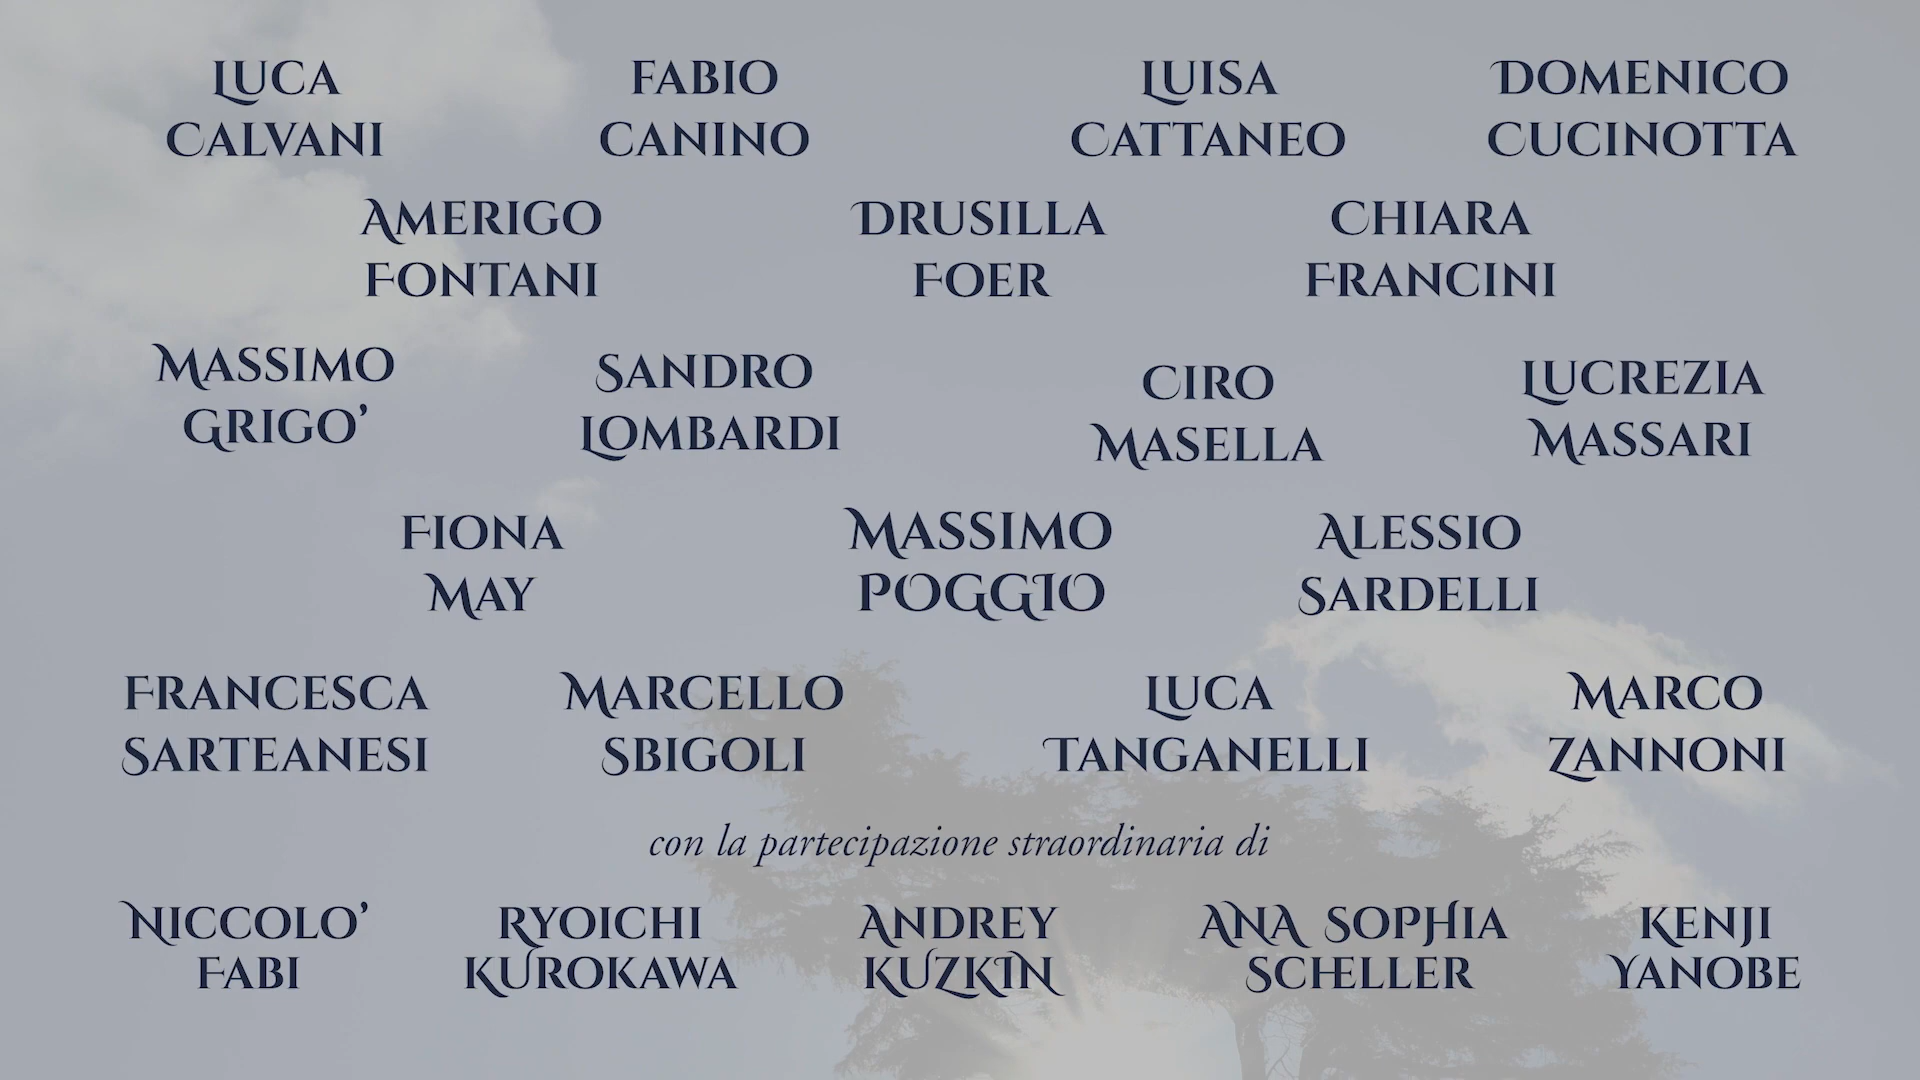 LUCA
CALVANI
FABIO
CANINO
LUISA
CATTANEO
DOMENICO
CUCINOTTA
AMERIGO
FONTANI
DRUSILLA
FOER
CHIARA
FRANCINI
MASSIMO
GRIGO'
SANDRO
LOMBARDI
CIRO
MASELLA
LUCREZIA
MASSARI
FIONA
MAY
MASSIMO
POGGIO
ALESSIO
SARDELLI
FRANCESCA
SARTEANESI
MARCELLO
SBIGOLI
LUCA
TANGANELLI
MARCO
ZANNONI
con la partecipazione straordinaria di
NICCOLO'
FABI
RYOICHI
KUROKAWA
ANDREY
KUZKIN
ANA SOPHIA
SCHELLER
KENJI
YANOBE